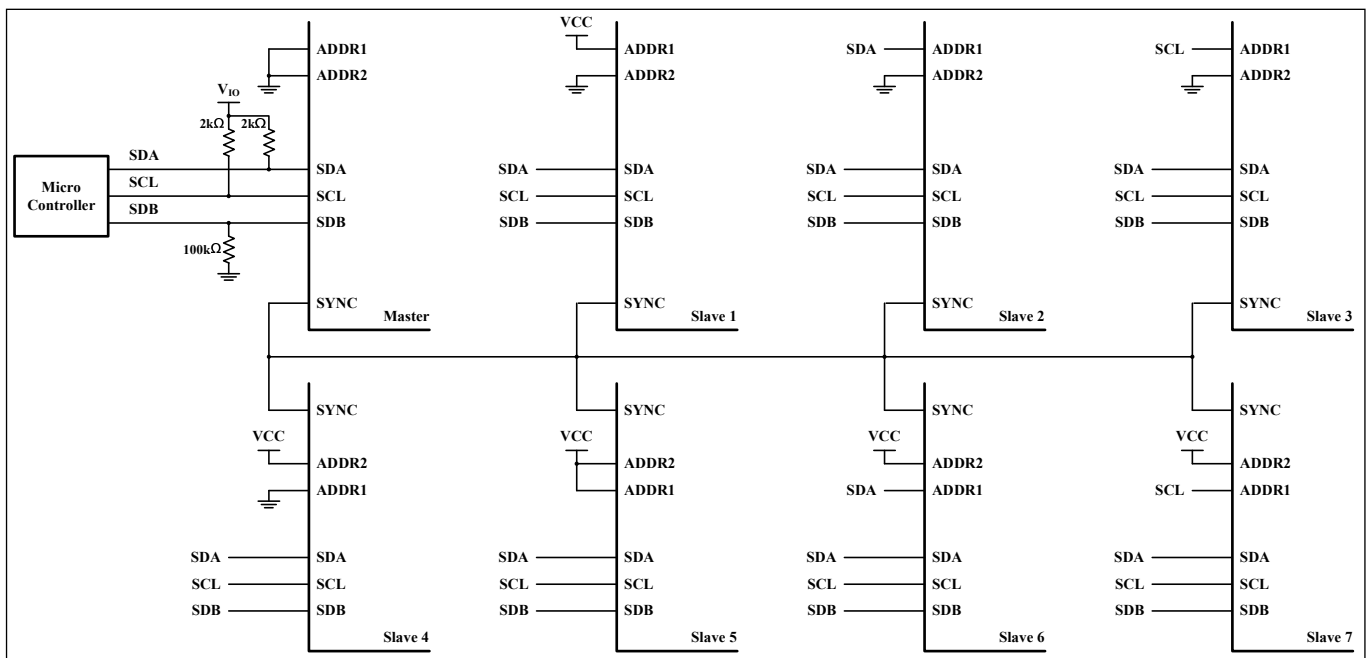 ADDR1
ADDR2
V_IO
2kΩ 2kΩ
Micro
Controller
SDA
SCL
SDB
100kΩ
SDA
SCL
SDB
SYNC
Master
VCC
ADDR1
ADDR2
SDA SDA
SCL SCL
SDB SDB
SYNC
Slave 1
SDA ADDR1
ADDR2
SDA SDA
SCL SCL
SDB SDB
SYNC
Slave 2
SCL ADDR1
ADDR2
SDA SDA
SCL SCL
SDB SDB
SYNC
Slave 3
SYNC
VCC
ADDR2
ADDR1
SDA SDA
SCL SCL
SDB SDB
Slave 4
SYNC
VCC
ADDR2
ADDR1
SDA SDA
SCL SCL
SDB SDB
Slave 5
SYNC
VCC
ADDR2
SDA ADDR1
SDA SDA
SCL SCL
SDB SDB
Slave 6
SYNC
VCC
ADDR2
SCL ADDR1
SDA SDA
SCL SCL
SDB SDB
Slave 7